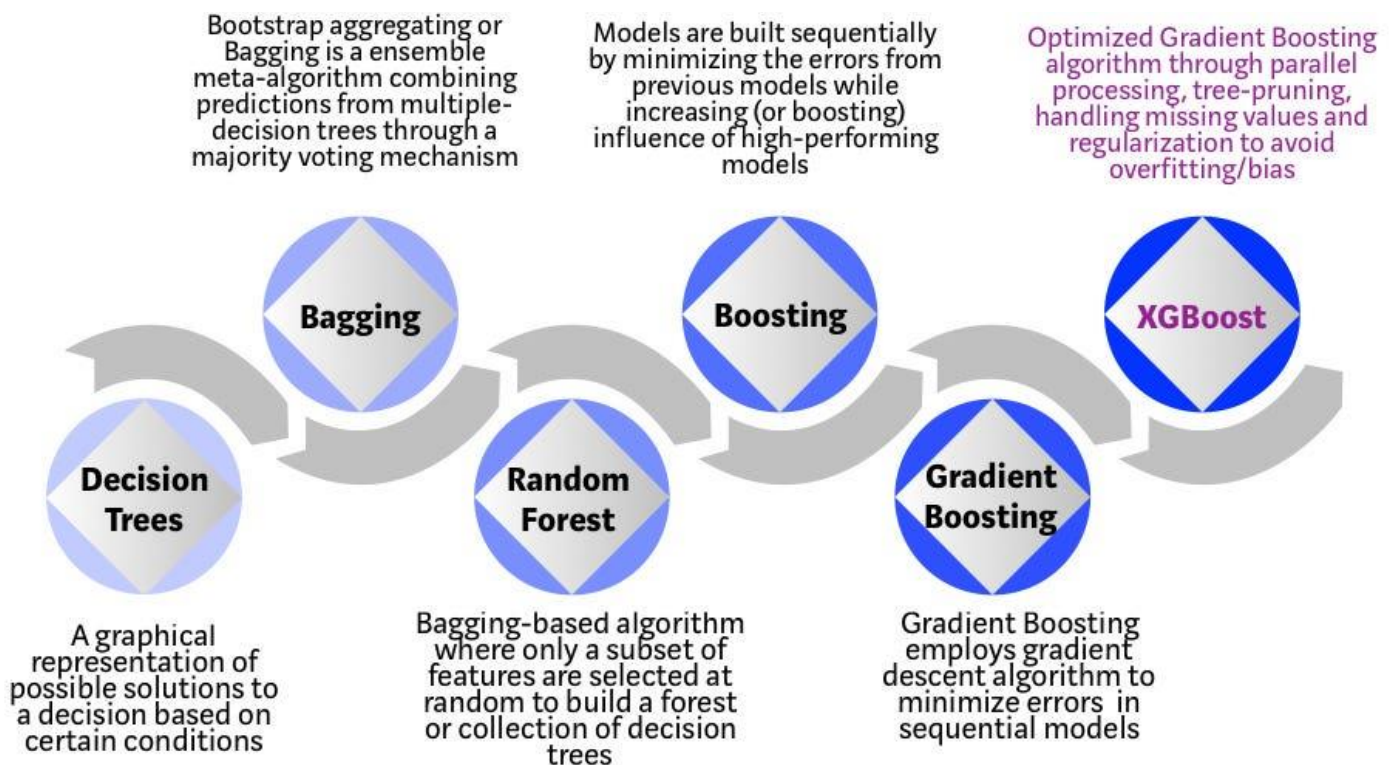 Bootstrap aggregating or
Bagging is a ensemble
meta-algorithm combining
predictions from multiple-
decision trees through a
majority voting mechanism
Models are built sequentially
by minimizing the errors from
previous models while
increasing (or boosting)
influence of high-performing
models
Optimized Gradient Boosting
algorithm through parallel
processing, tree-pruning,
handling missing values and
regularization to avoid
overfitting/bias
Bagging
Boosting
XGBoost
Decision
Trees
Random
Forest
Gradient
Boosting
A graphical
representation of
possible solutions to
a decision based on
certain conditions
Bagging-based algorithm
where only a subset of
features are selected at
random to build a forest
or collection of decision
trees
Gradient Boosting
employs gradient
descent algorithm to
minimize errors in
sequential models